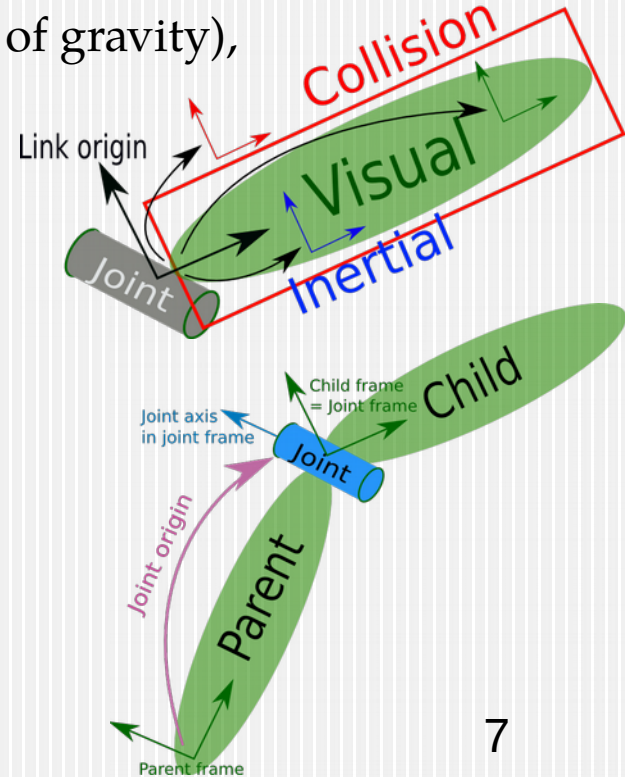 of gravity),
Collision
Link origin
Visual
Joint
Inertial
Child frame
= Joint frame
Child
Joint axis
in joint frame
Joint
Joint origin
Parent
7
Parent frame